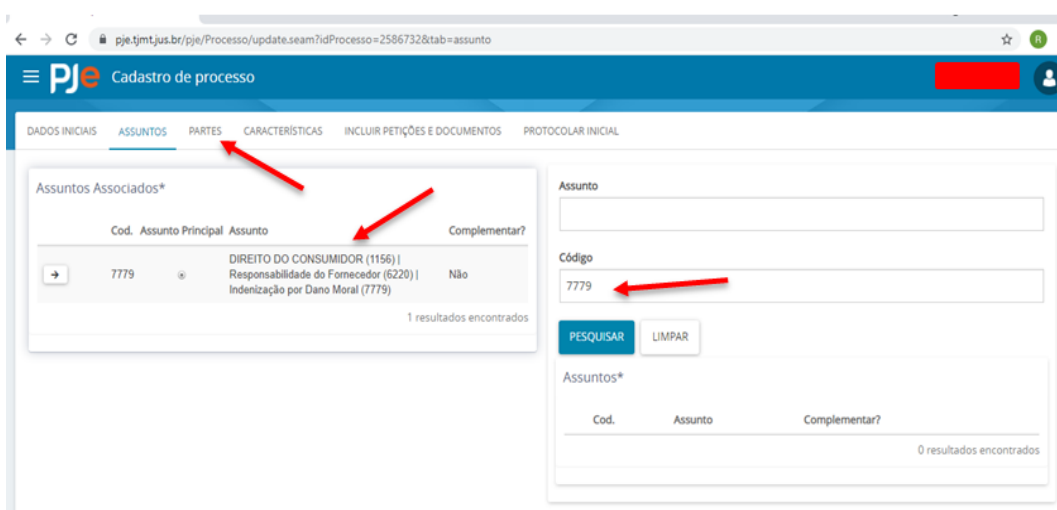 pje.tjmt.jus.br/pje/Processo/update.seam?idProcesso=2586732&tab=assunto
R
PJe Cadastro de processo
DADOS INICIAIS ASSUNTOS PARTES CARACTERÍSTICAS INCLUIR PETIÇÕES E DOCUMENTOS PROTOCOLAR INICIAL
Assuntos Associados*
Cod. Assunto Principal Assunto Complementar?
7779 DIREITO DO CONSUMIDOR (1156) |
Responsabilidade do Fornecedor (6220) | Não
Indenização por Dano Moral (7779)
1 resultados encontrados
Assunto
Código
7779
PESQUISAR LIMPAR
Assuntos*
Cod. Assunto Complementar?
0 resultados encontrados